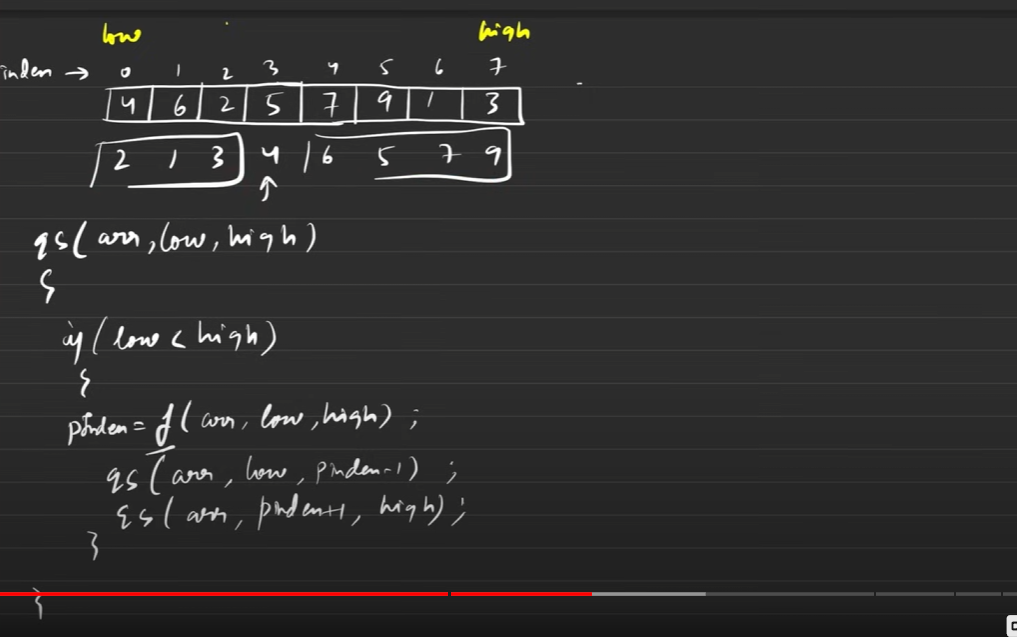 low high
index → 0 1 2 3 4 5 6 7
4 6 2 5 7 9 1 3
2 1 3 4 6 5 7 9
qs(arr, low, high)
{
if(low < high)
{
pIndex = f(arr, low, high);
qs(arr, low, pIndex-1);
qs(arr, pIndex+1, high);
}
}